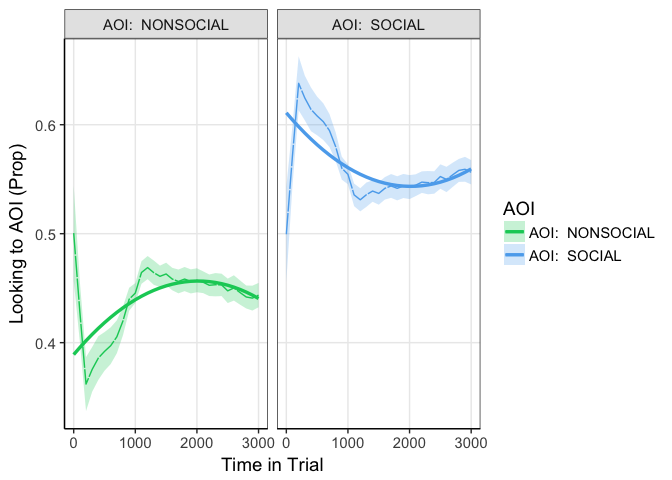 AOI:  NONSOCIAL
AOI:  SOCIAL
Looking to AOI (Prop)
0.6
0.5
0.4
0 1000 2000 3000
0 1000 2000 3000
Time in Trial
AOI
AOI:  NONSOCIAL
AOI:  SOCIAL